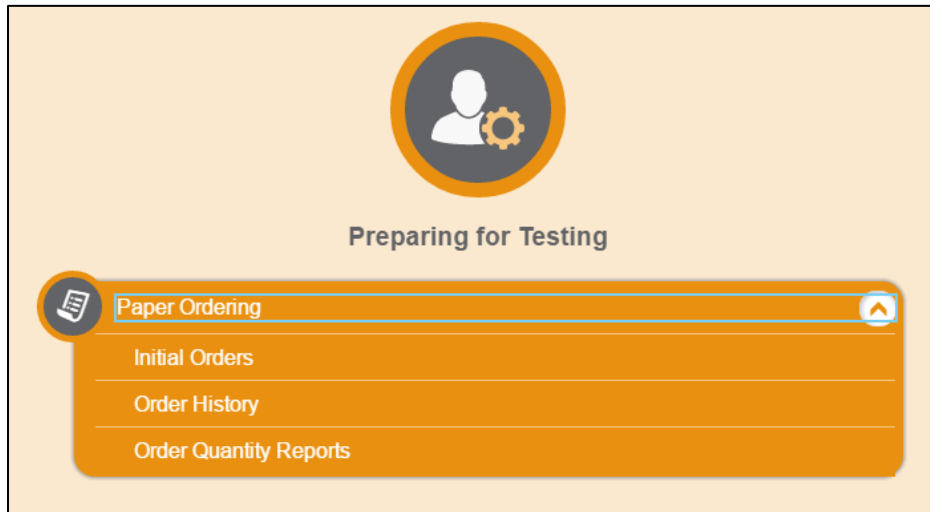 Preparing for Testing
Paper Ordering
Initial Orders
Order History
Order Quantity Reports